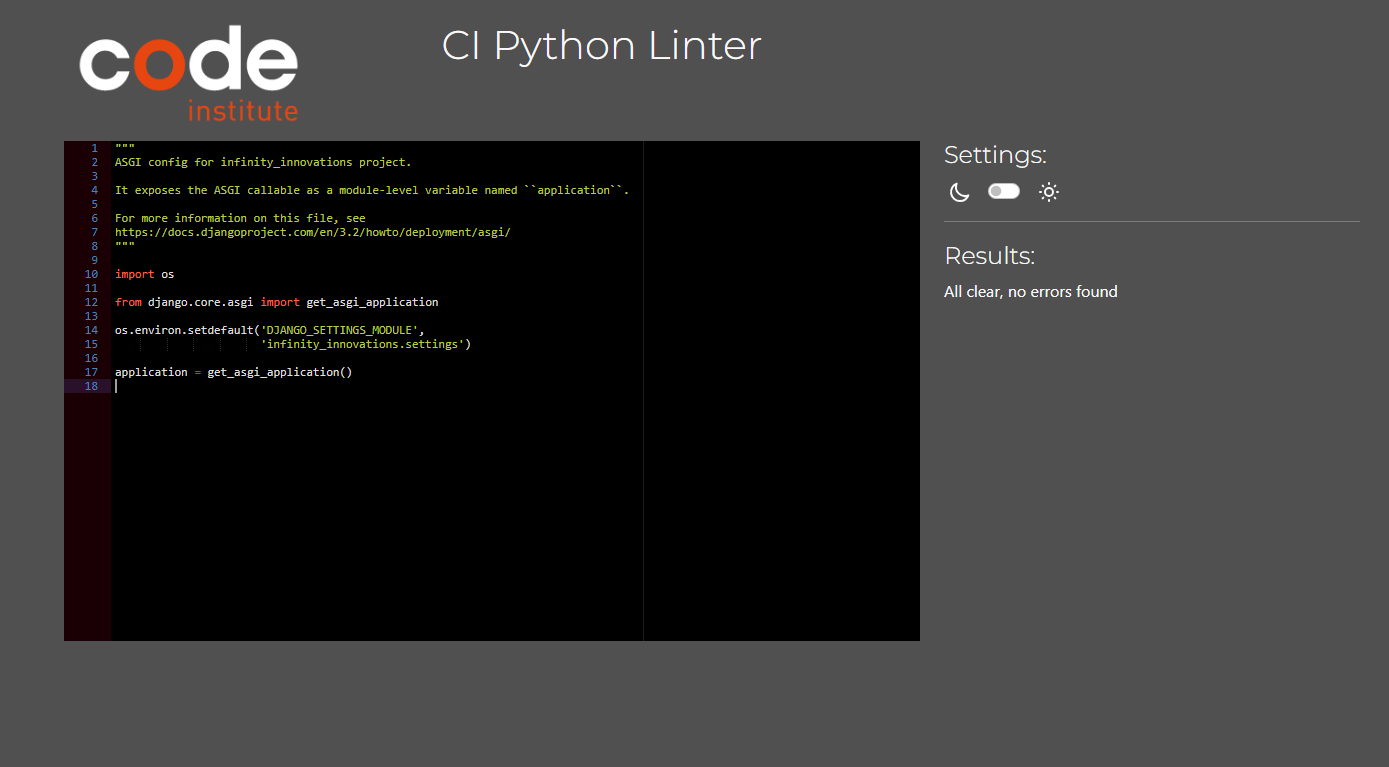 code
institute
CI Python Linter
1 """
2 ASGI config for infinity_innovations project.
3
4 It exposes the ASGI callable as a module-level variable named ``application``.
5
6 For more information on this file, see
7 https://docs.djangoproject.com/en/3.2/howto/deployment/asgi/
8 """
9
10 import os
11
12 from django.core.asgi import get_asgi_application
13
14 os.environ.setdefault('DJANGO_SETTINGS_MODULE',
15                       'infinity_innovations.settings')
16
17 application = get_asgi_application()
18
Settings:
Results:
All clear, no errors found